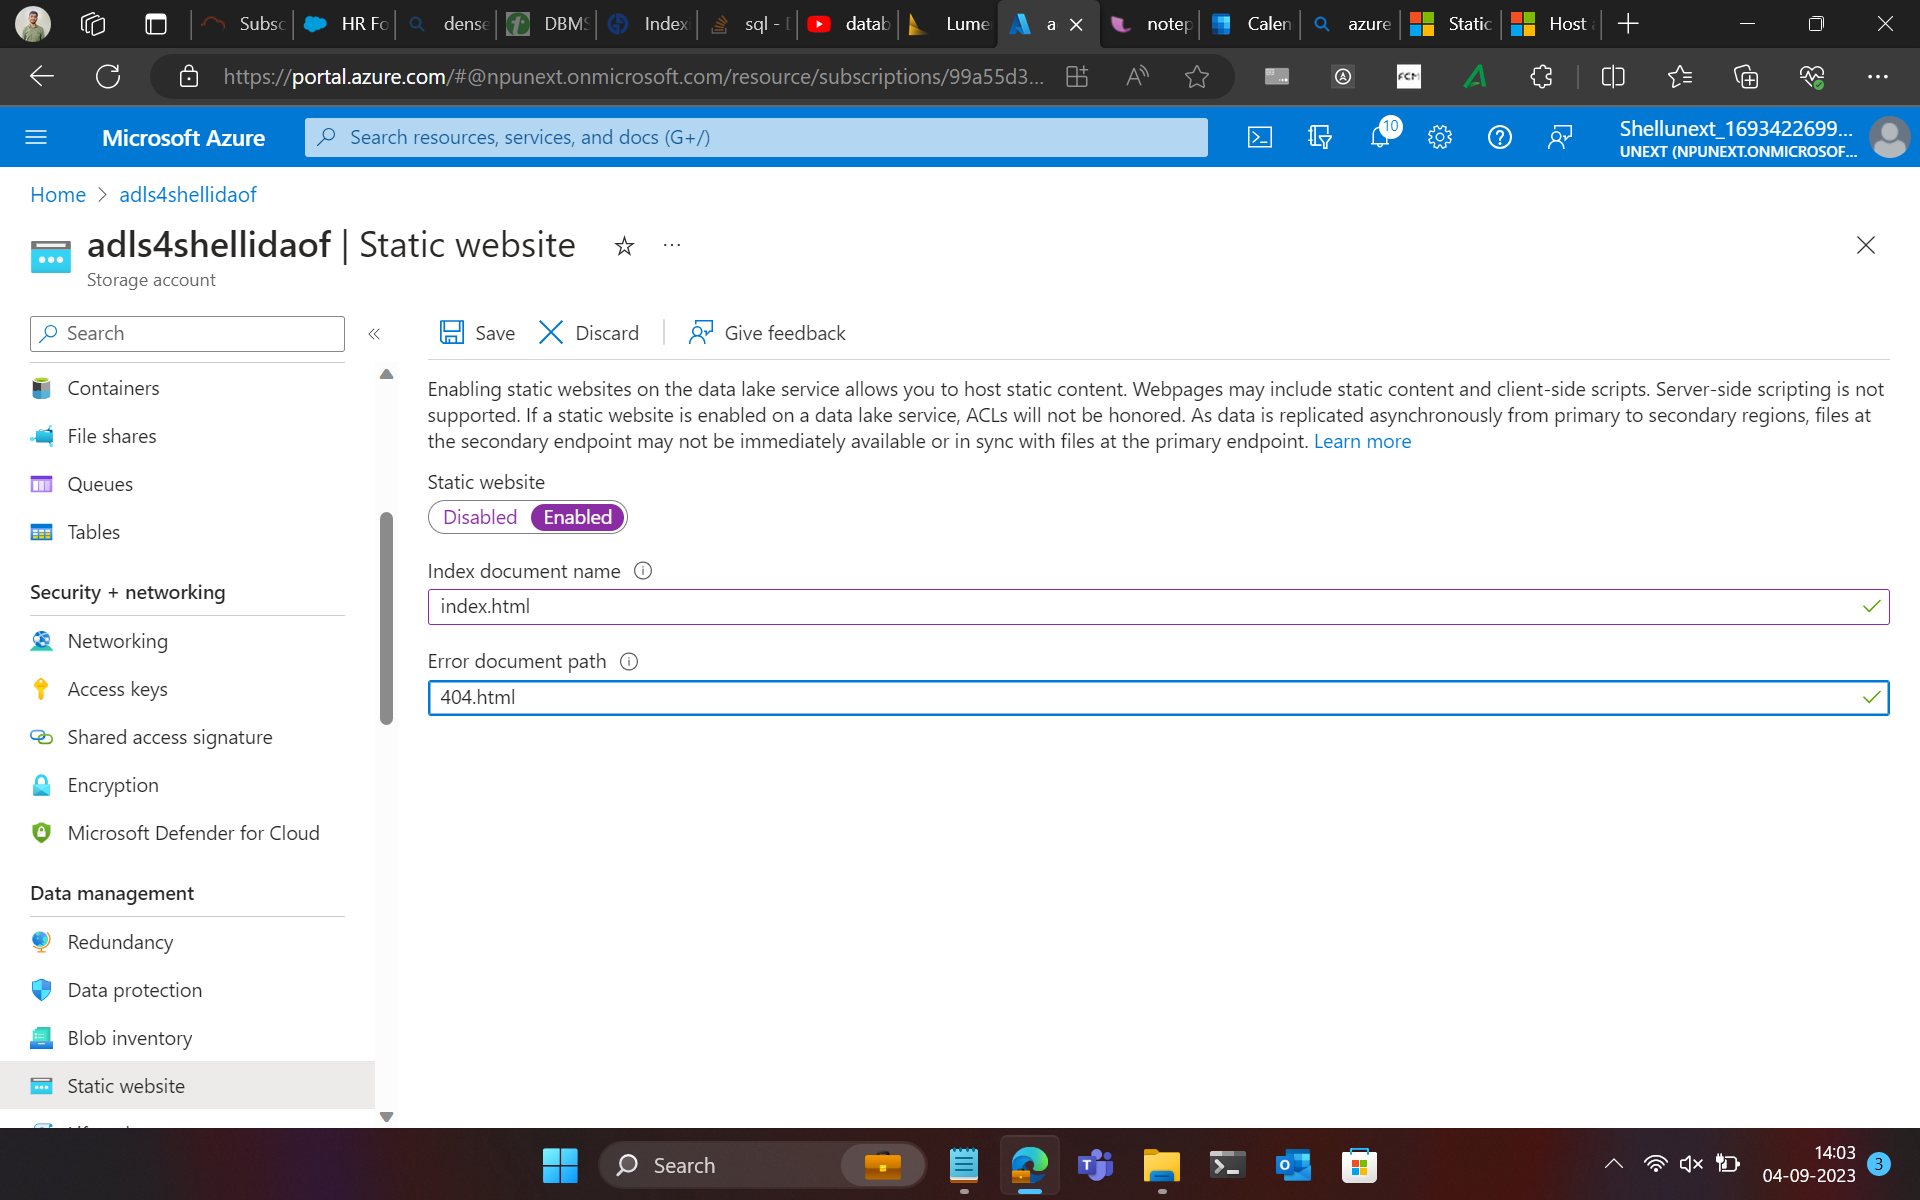 Subsc
HR Fo
dense
DBMS
Indexi
sql - D
datab
Lume
a
notep
Calen
azure
Static
Host a
https://portal.azure.com/#@npunext.onmicrosoft.com/resource/subscriptions/99a55d3...
Microsoft Azure
Search resources, services, and docs (G+/)
10
Shellunext_1693422699...
UNEXT (NPUNEXT.ONMICROSOF...
Home > adls4shellidaof
adls4shellidaof | Static website
Storage account
Search
Containers
File shares
Queues
Tables
Security + networking
Networking
Access keys
Shared access signature
Encryption
Microsoft Defender for Cloud
Data management
Redundancy
Data protection
Blob inventory
Static website
Save
Discard
Give feedback
Enabling static websites on the data lake service allows you to host static content. Webpages may include static content and client-side scripts. Server-side scripting is not
supported. If a static website is enabled on a data lake service, ACLs will not be honored. As data is replicated asynchronously from primary to secondary regions, files at
the secondary endpoint may not be immediately available or in sync with files at the primary endpoint. Learn more
Static website
Disabled Enabled
Index document name
index.html
Error document path
404.html
Search
14:03
04-09-2023
3